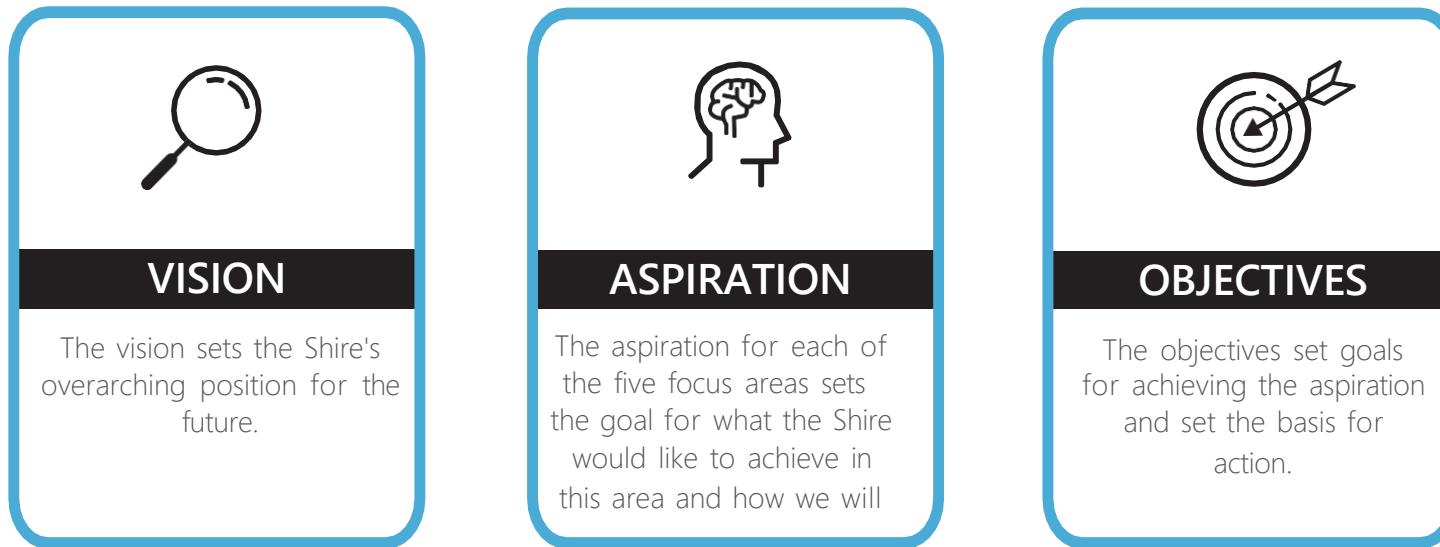 VISION
The vision sets the Shire's
overarching position for the
future.
ASPIRATION
The aspiration for each of
the five focus areas sets
the goal for what the Shire
would like to achieve in
this area and how we will
OBJECTIVES
The objectives set goals
for achieving the aspiration
and set the basis for
action.